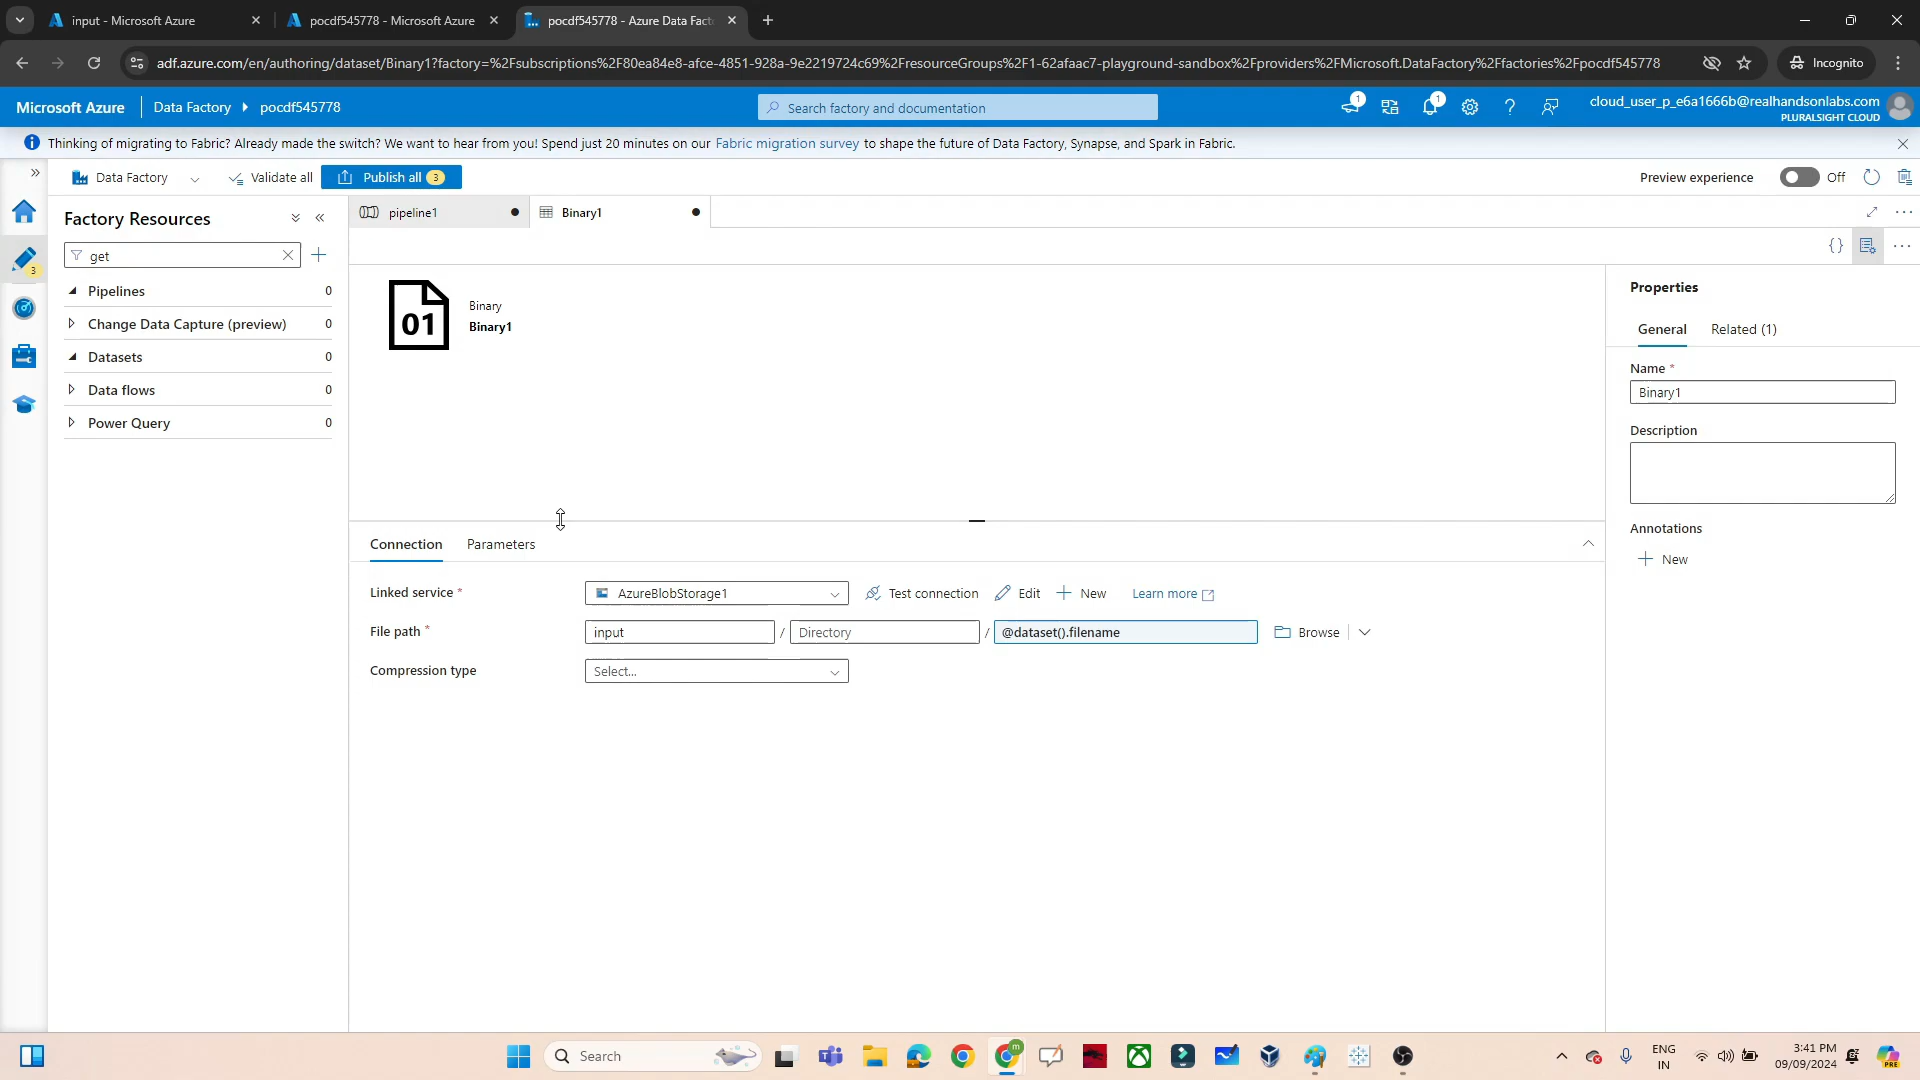 input - Microsoft Azure
pocdf545778 - Microsoft Azure
pocdf545778 - Azure Data Fact
adf.azure.com/en/authoring/dataset/Binary1?factory=%2Fsubscriptions%2F80ea84e8-afce-4851-928a-9e2219724c69%2FresourceGroups%2F1-62afaac7-playground-sandbox%2Fproviders%2FMicrosoft.DataFactory%2Ffactories%2Fpocdf545778
Incognito
Microsoft Azure
Data Factory
pocdf545778
Search factory and documentation
1
1
cloud_user_p_e6a1666b@realhandsonlabs.com
PLURALSIGHT CLOUD
Thinking of migrating to Fabric? Already made the switch? We want to hear from you! Spend just 20 minutes on our Fabric migration survey to shape the future of Data Factory, Synapse, and Spark in Fabric.
Data Factory
Validate all
Publish all 3
Preview experience
Off
Factory Resources
pipeline1
Binary1
get
3
Pipelines 0
Change Data Capture (preview) 0
Datasets 0
Data flows 0
Power Query 0
01
Binary
Binary1
Properties
General
Related (1)
Name *
Binary1
Description
Annotations
New
Connection
Parameters
Linked service *
AzureBlobStorage1
Test connection
Edit
New
Learn more
File path *
input / Directory / @dataset().filename
Browse
Compression type
Select...
Search
m
ENG
IN
3:41 PM
09/09/2024
PRE